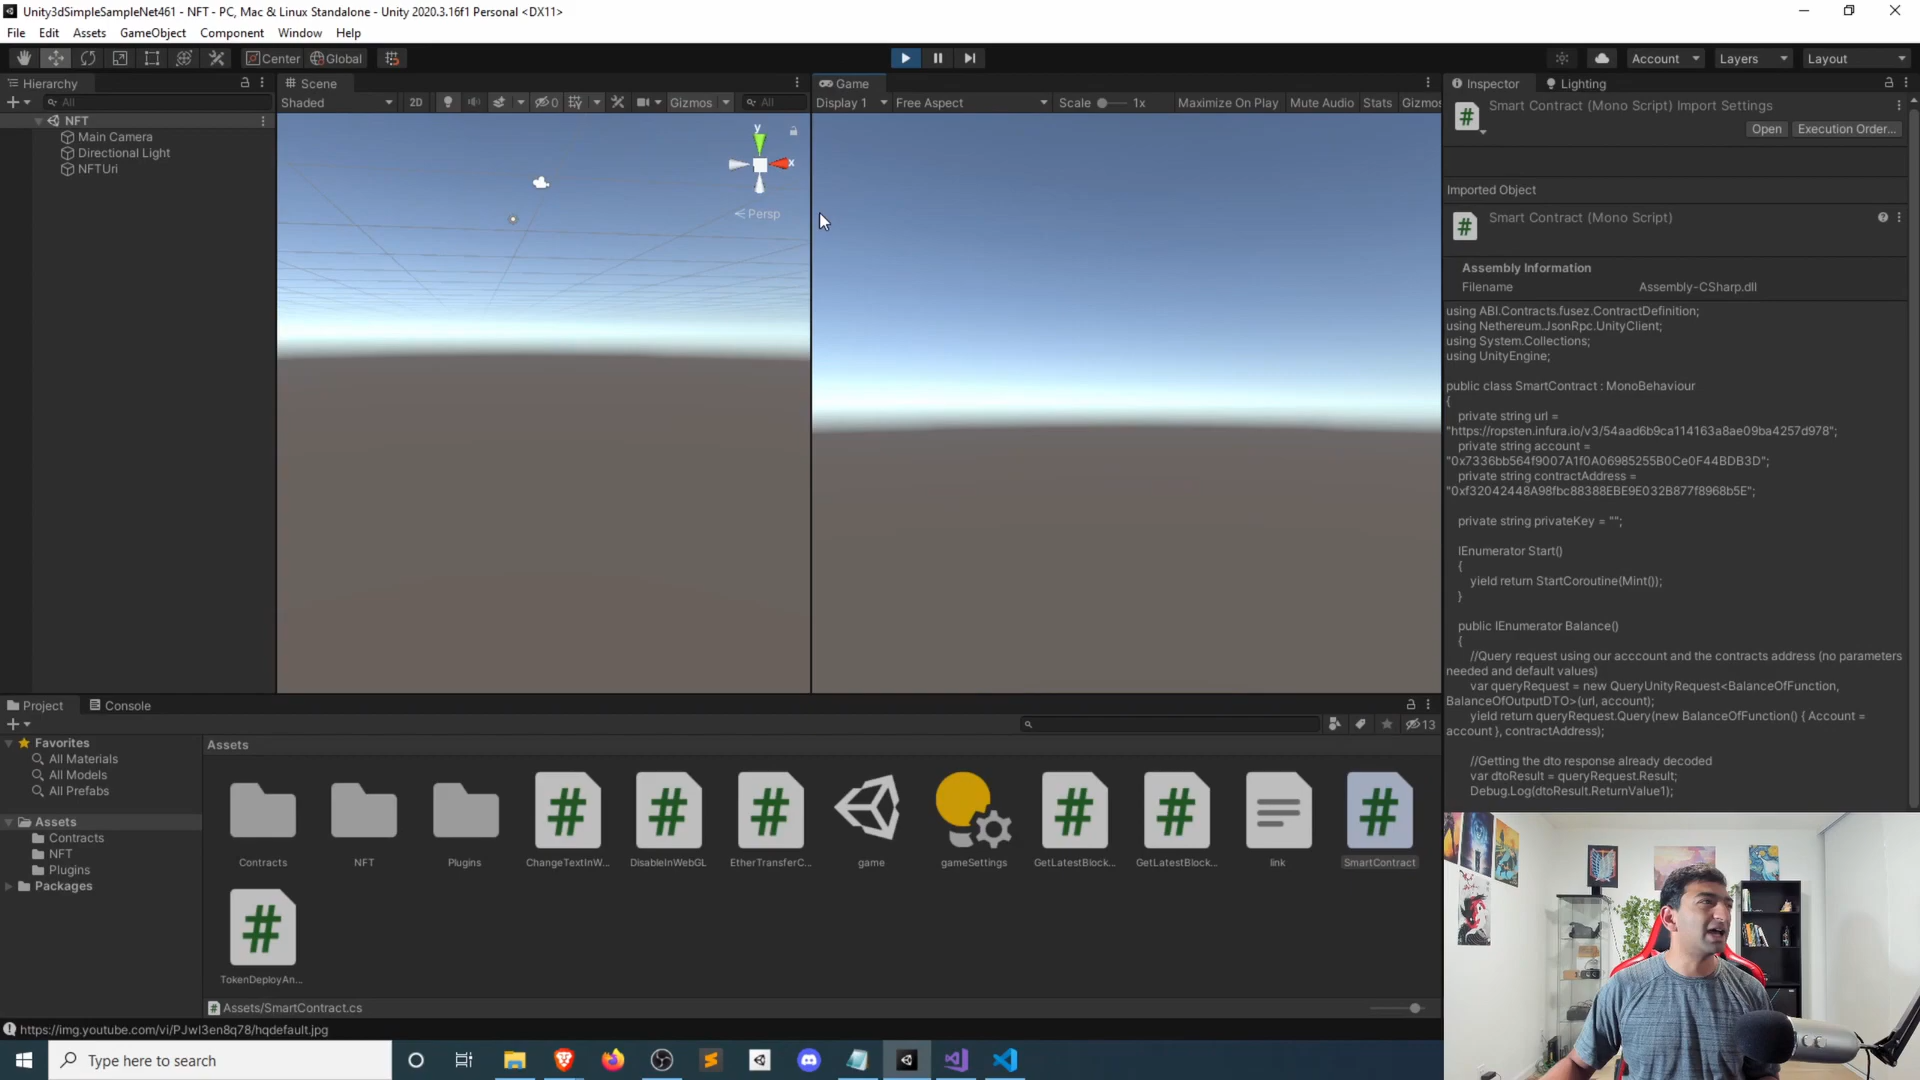 Unity3dSimpleSampleNet461 - NFT - PC, Mac & Linux Standalone - Unity 2020.3.16f1 Personal <DX11>
File Edit Assets GameObject Component Window Help
Center Global
Account Layers Layout
Hierarchy
All
NFT
Main Camera
Directional Light
NFTUri
Scene
Shaded 2D 0 Gizmos All
y
x
Persp
Game
Display 1 Free Aspect Scale 1x Maximize On Play Mute Audio Stats Gizmos
Inspector Lighting
Smart Contract (Mono Script) Import Settings
Open Execution Order...
Imported Object
Smart Contract (Mono Script)
Assembly Information
Filename Assembly-CSharp.dll
using ABI.Contracts.fusez.ContractDefinition;
using Nethereum.JsonRpc.UnityClient;
using System.Collections;
using UnityEngine;
public class SmartContract : MonoBehaviour
{
private string url =
"https://ropsten.infura.io/v3/54aad6b9ca114163a8ae09ba4257d978";
private string account =
"0x7336bb564f9007A1f0A06985255B0Ce0F44BDB3D";
private string contractAddress =
"0xf32042448A98fbc88388EBE9E032B877f8968b5E";
private string privateKey = "";
IEnumerator Start()
{
yield return StartCoroutine(Mint());
}
public IEnumerator Balance()
{
//Query request using our acccount and the contracts address (no parameters
needed and default values)
var queryRequest = new QueryUnityRequest<BalanceOfFunction,
BalanceOfOutputDTO>(url, account);
yield return queryRequest.Query(new BalanceOfFunction() { Account =
account }, contractAddress);
//Getting the dto response already decoded
var dtoResult = queryRequest.Result;
Debug.Log(dtoResult.ReturnValue1);
Project Console
13
Favorites
All Materials
All Models
All Prefabs
Assets
Contracts
NFT
Plugins
Packages
Assets
Contracts NFT Plugins ChangeTextInW... DisableInWebGL EtherTransferC... game gameSettings GetLatestBlock... GetLatestBlock... link SmartContract
TokenDeployAn...
Assets/SmartContract.cs
https://img.youtube.com/vi/PJwI3en8q78/hqdefault.jpg
Type here to search